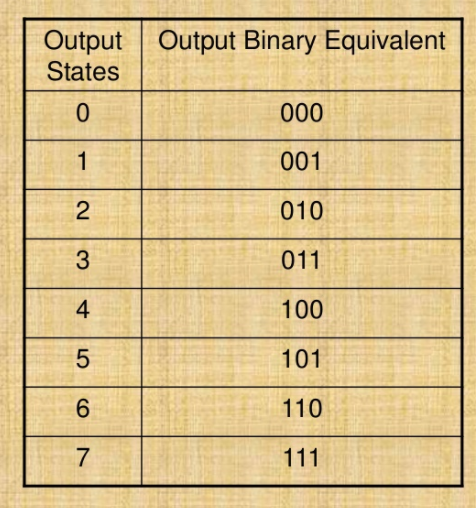 Output States | Output Binary Equivalent
0 | 000
1 | 001
2 | 010
3 | 011
4 | 100
5 | 101
6 | 110
7 | 111